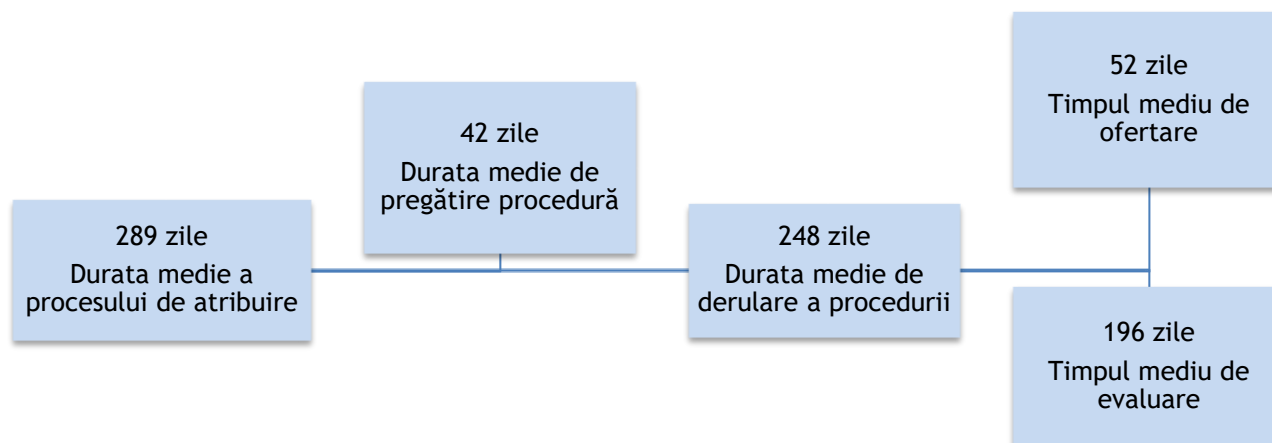 289 zile
Durata medie a
procesului de atribuire
42 zile
Durata medie de
pregătire procedură
248 zile
Durata medie de
derulare a procedurii
52 zile
Timpul mediu de
ofertare
196 zile
Timpul mediu de
evaluare